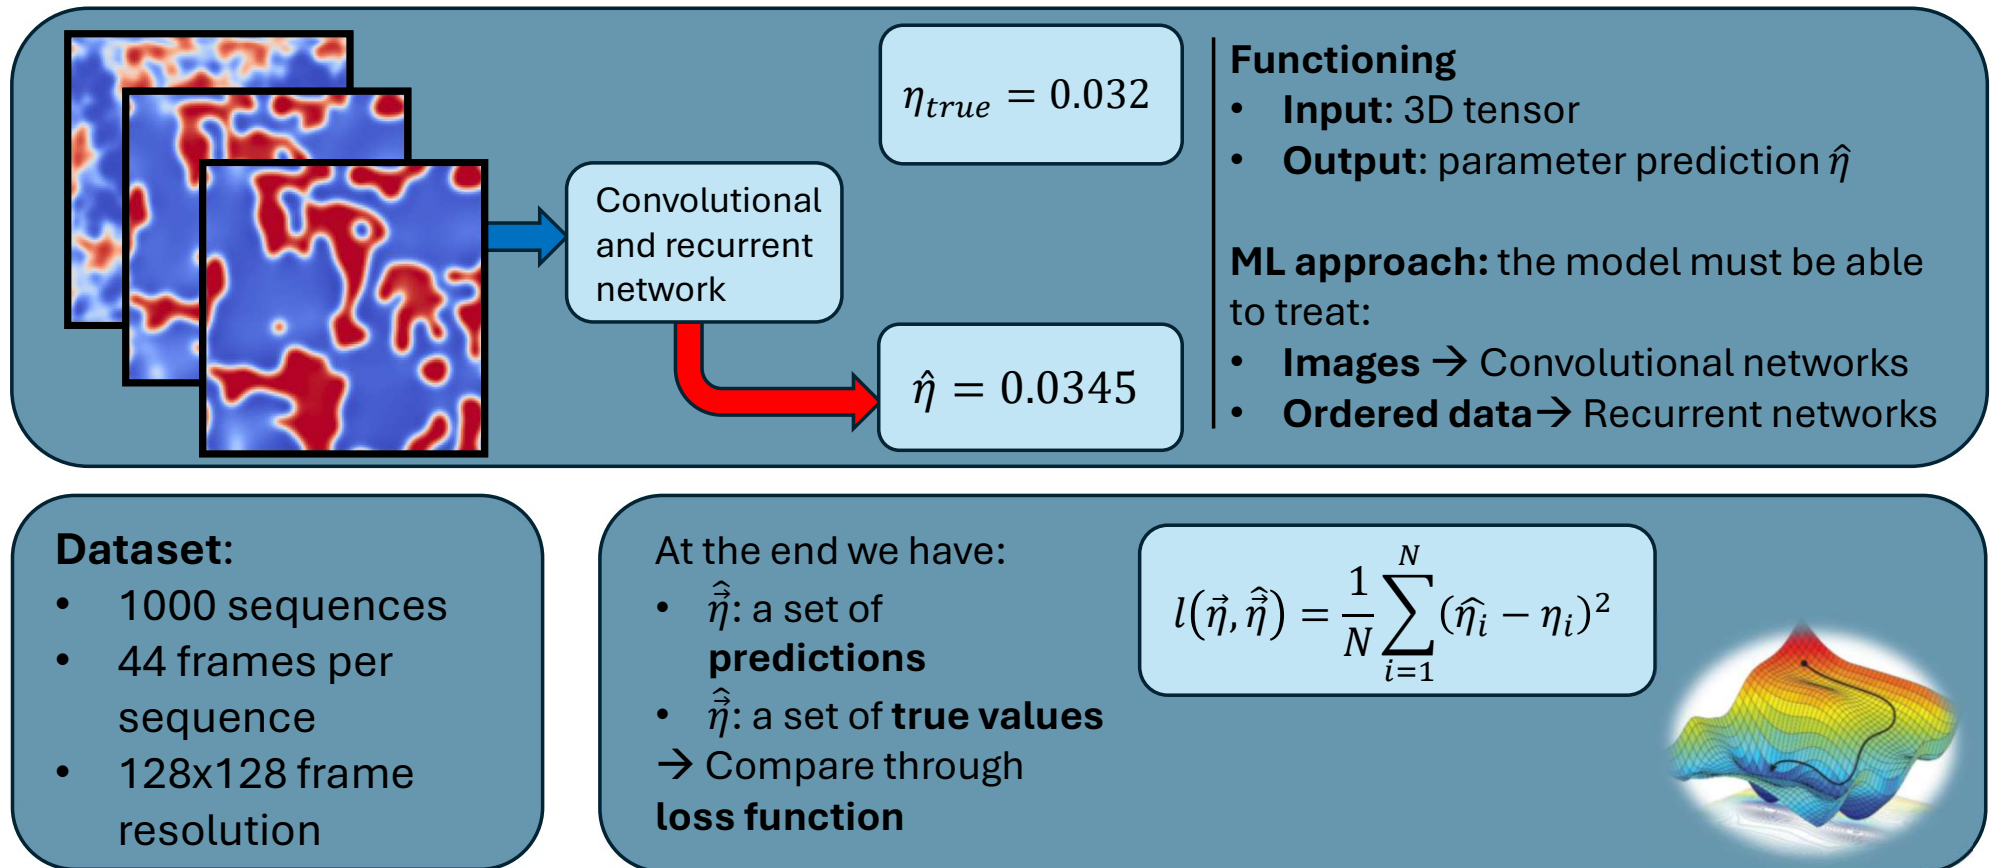 Convolutional
and recurrent
network
η_true = 0.032
η̂ = 0.0345
Functioning
• Input: 3D tensor
• Output: parameter prediction η̂
ML approach: the model must be able
to treat:
• Images → Convolutional networks
• Ordered data→ Recurrent networks
Dataset:
• 1000 sequences
• 44 frames per
sequence
• 128x128 frame
resolution
At the end we have:
• η⃗̂: a set of
predictions
• η⃗̂: a set of true values
→ Compare through
loss function
l(η⃗, η⃗̂) = 1/N ∑_{i=1}^{N} (η̂_i − η_i)²